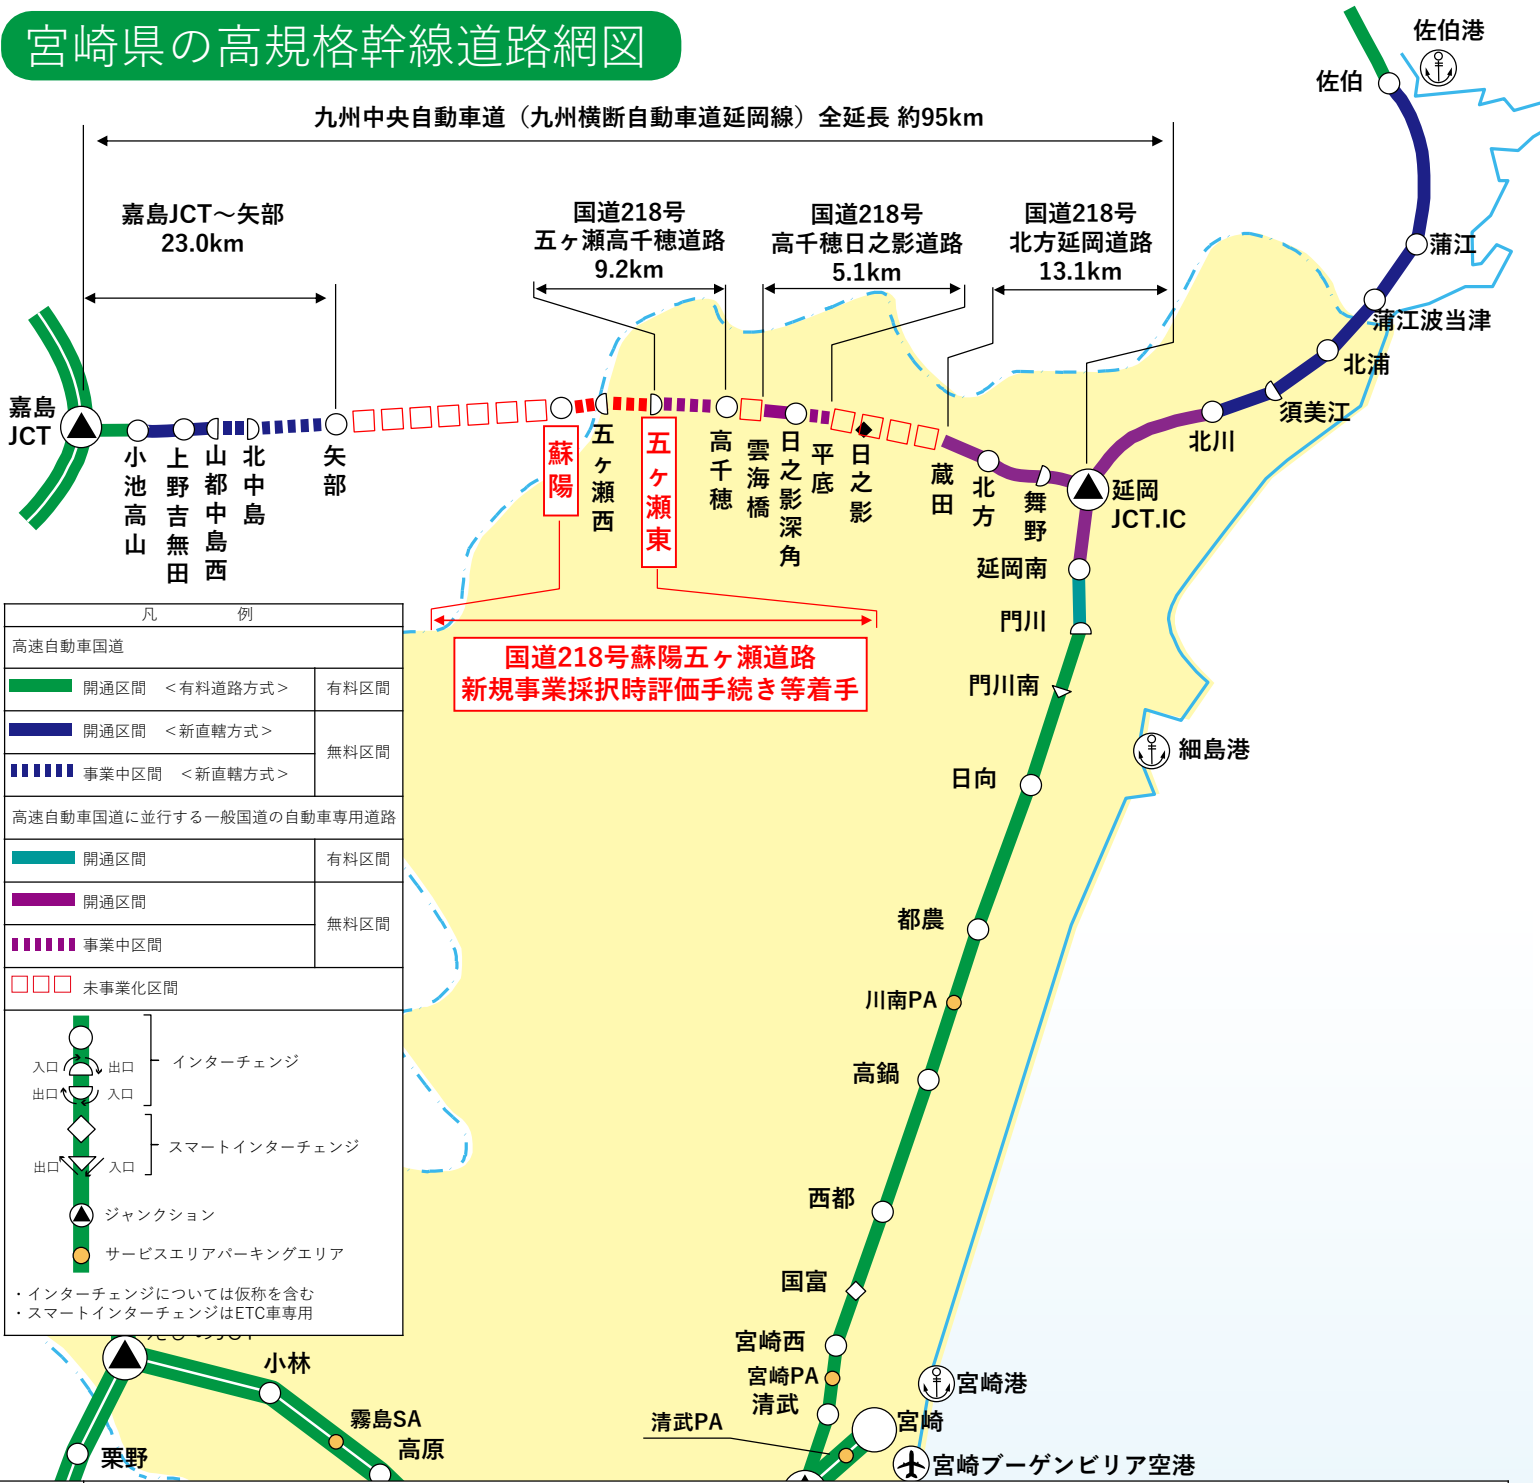 宮崎県の高規格幹線道路網図
佐伯港
佐伯
九州中央自動車道（九州横断自動車道延岡線）全延長 約95km
嘉島JCT～矢部
23.0km
国道218号
五ヶ瀬高千穂道路
9.2km
国道218号
高千穂日之影道路
5.1km
国道218号
北方延岡道路
13.1km
蒲江
蒲江波当津
北浦
須美江
北川
嘉島
JCT
小池高山
上野吉無田
山都中島西
北中島
矢部
蘇陽
五ヶ瀬西
五ヶ瀬東
高千穂
雲海橋
日之影深角
平底
日之影
蔵田
北方
舞野
延岡
JCT.IC
延岡南
門川
国道218号蘇陽五ヶ瀬道路
新規事業採択時評価手続き等着手
門川南
細島港
日向
都農
川南PA
高鍋
西都
国富
宮崎西
宮崎PA
清武
宮崎港
清武PA
宮崎
宮崎ブーゲンビリア空港
凡 例
高速自動車国道
開通区間 ＜有料道路方式＞ 有料区間
開通区間 ＜新直轄方式＞
無料区間
事業中区間 ＜新直轄方式＞
高速自動車国道に並行する一般国道の自動車専用道路
開通区間 有料区間
開通区間
無料区間
事業中区間
未事業化区間
インターチェンジ
入口 出口
出口 入口
スマートインターチェンジ
出口 入口
ジャンクション
サービスエリアパーキングエリア
・インターチェンジについては仮称を含む
・スマートインターチェンジはETC車専用
小林
霧島SA
高原
栗野